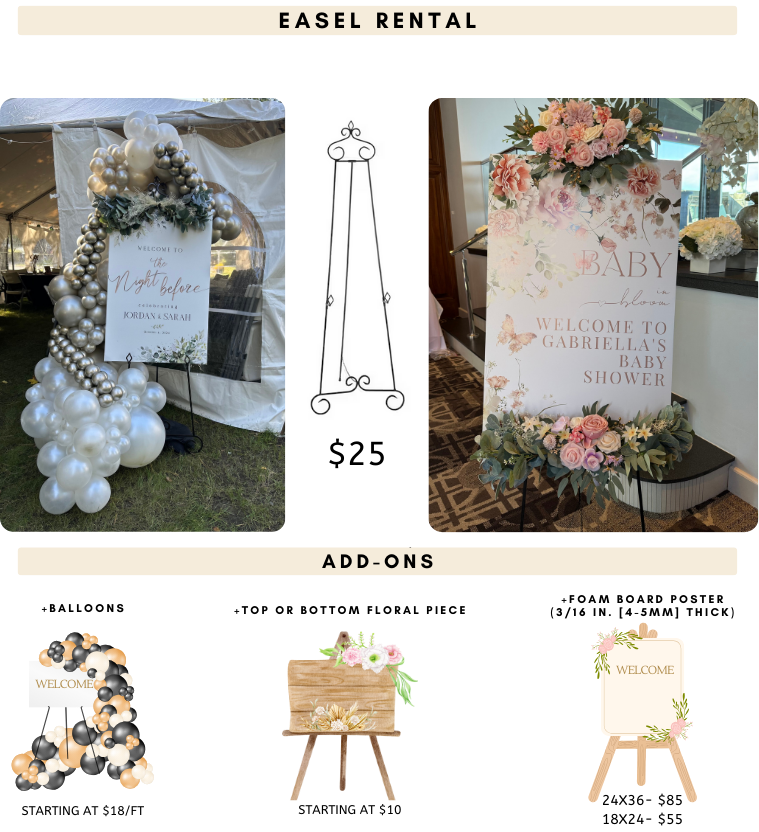 EASEL RENTAL
WELCOME TO
the
Night before
celebrating
JORDAN & SARAH
BABY
in
bloom
WELCOME TO
GABRIELLA'S
BABY
SHOWER
$25
ADD-ONS
+BALLOONS
+TOP OR BOTTOM FLORAL PIECE
+FOAM BOARD POSTER
(3/16 IN. [4-5MM] THICK)
WELCOME
WELCOME
STARTING AT $18/FT
STARTING AT $10
24X36- $85
18X24- $55